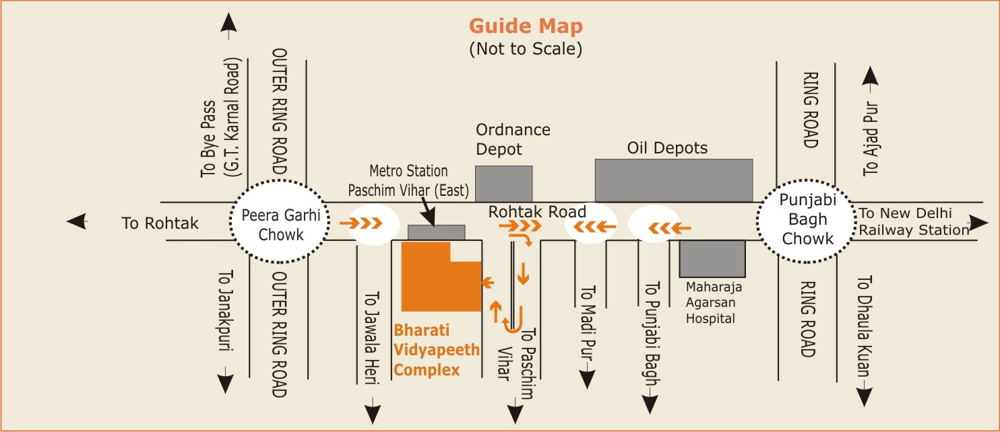 Guide Map
(Not to Scale)
To Bye Pass
(G.T. Karnal Road)
OUTER RING ROAD
RING ROAD
To Ajad Pur
Ordnance
Depot
Oil Depots
Metro Station
Paschim Vihar (East)
To Rohtak
Peera Garhi
Chowk
Rohtak Road
Punjabi
Bagh
Chowk
To New Delhi
Railway Station
To Janakpuri
OUTER RING ROAD
To Jawala Heri
Bharati
Vidyapeeth
Complex
To Paschim
Vihar
To Madi Pur
To Punjabi Bagh
Maharaja
Agarsan
Hospital
RING ROAD
To Dhaula Kuan